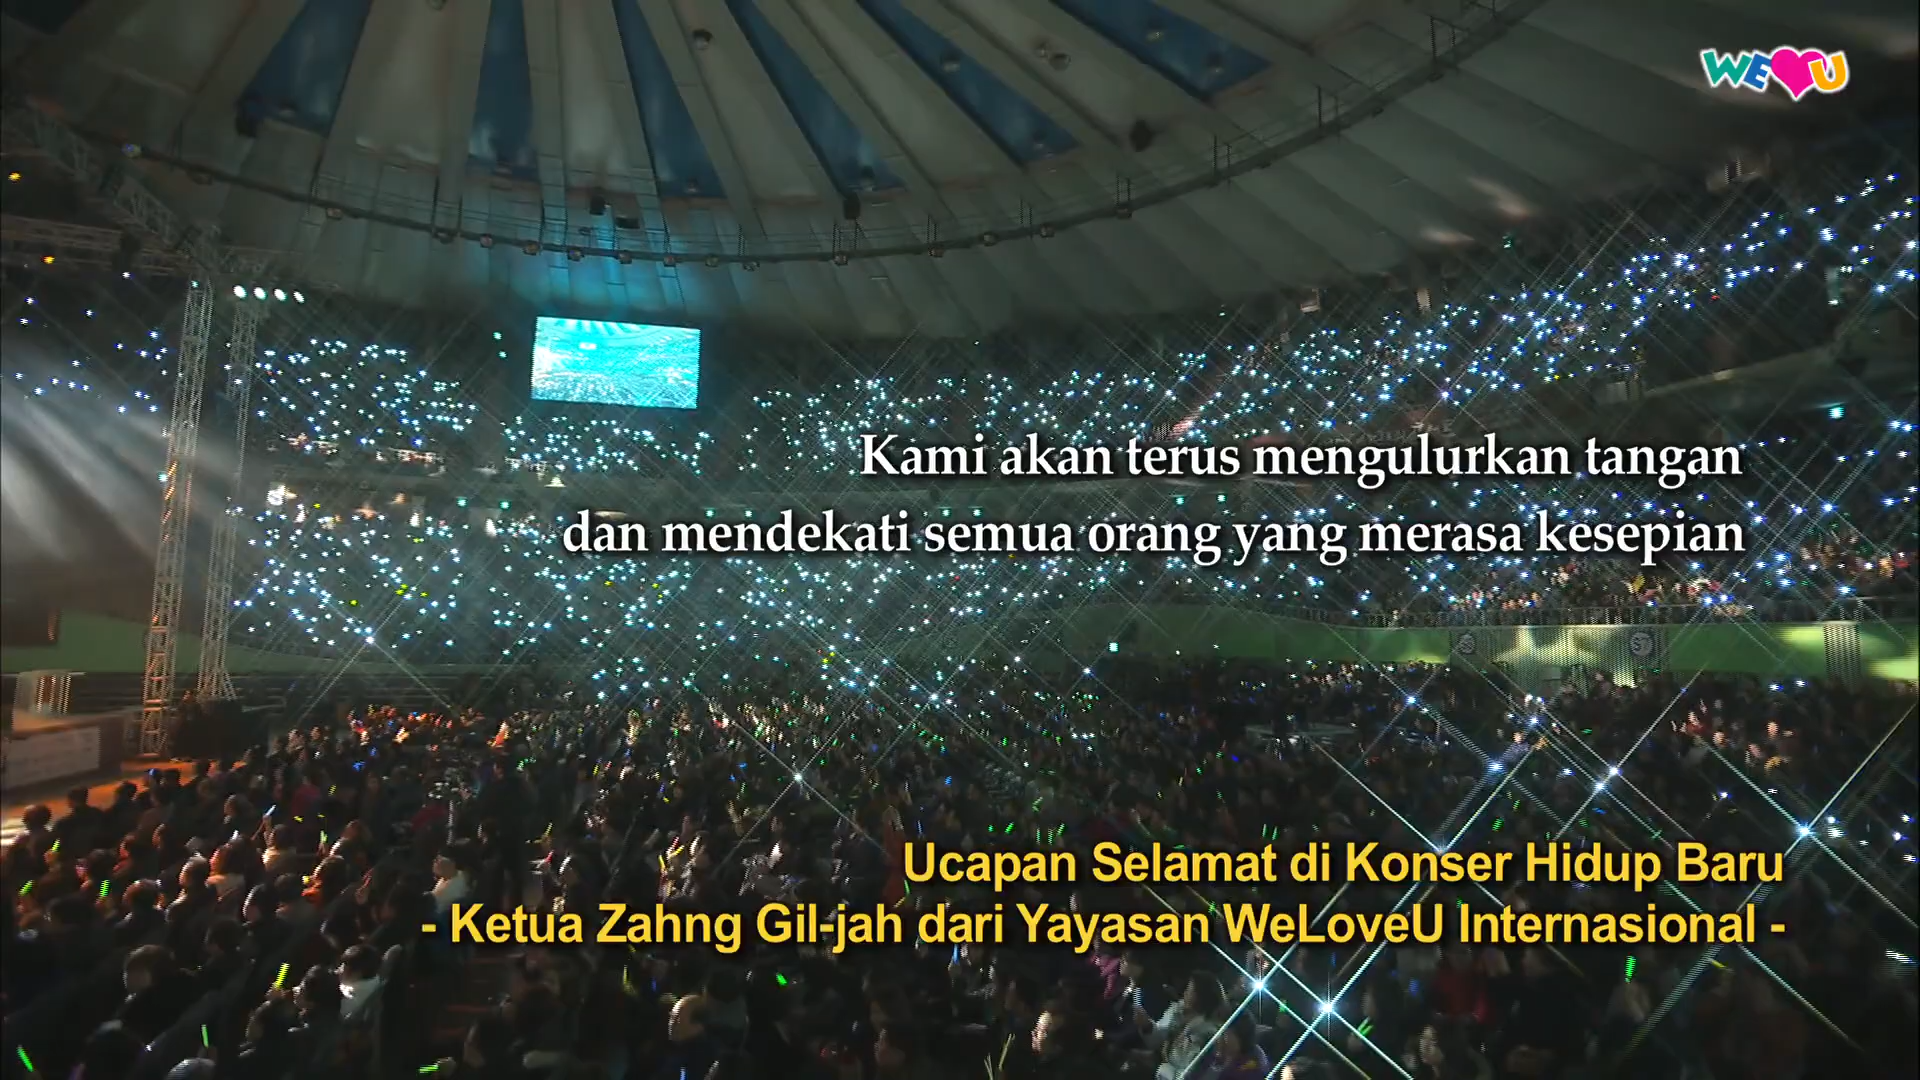 WE U
Kami akan terus mengulurkan tangan
dan mendekati semua orang yang merasa kesepian
Ucapan Selamat di Konser Hidup Baru
- Ketua Zahng Gil-jah dari Yayasan WeLoveU Internasional -